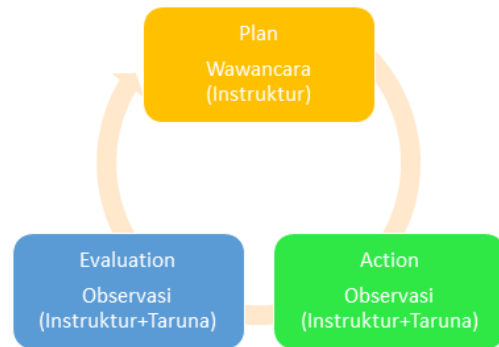 Plan
Wawancara
(Instruktur)
Evaluation
Observasi
(Instruktur+Taruna)
Action
Observasi
(Instruktur+Taruna)